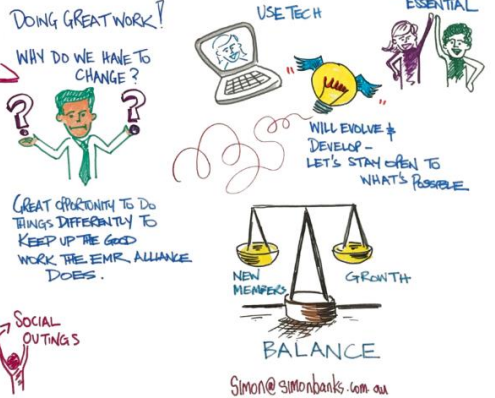 DOING GREAT WORK!
WHY DO WE HAVE TO
CHANGE?
? ?
GREAT OPPORTUNITY TO DO
THINGS DIFFERENTLY TO
KEEP UP THE GOOD
WORK THE EMR ALLIANCE
DOES.
SOCIAL
OUTINGS
USE TECH
ESSENTIAL
WILL EVOLVE &
DEVELOP -
LET'S STAY OPEN TO
WHAT'S POSSIBLE
NEW
MEMBERS
GROWTH
BALANCE
Simon@simonbanks.com.au